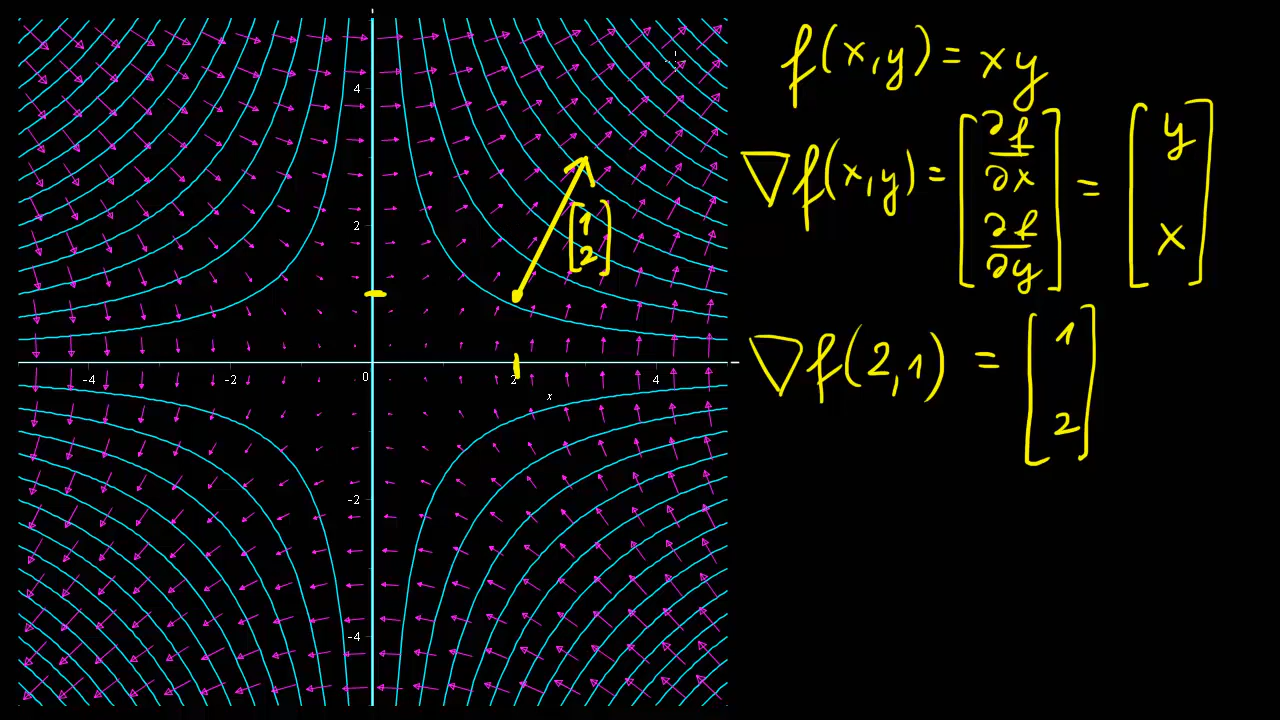 f(x,y) = xy
∇f(x,y) = [∂f/∂x ∂f/∂y] = [y x]
∇f(2,1) = [1 2]
[1 2]
4
2
-4 -2 0 2 4
x
-2
-4